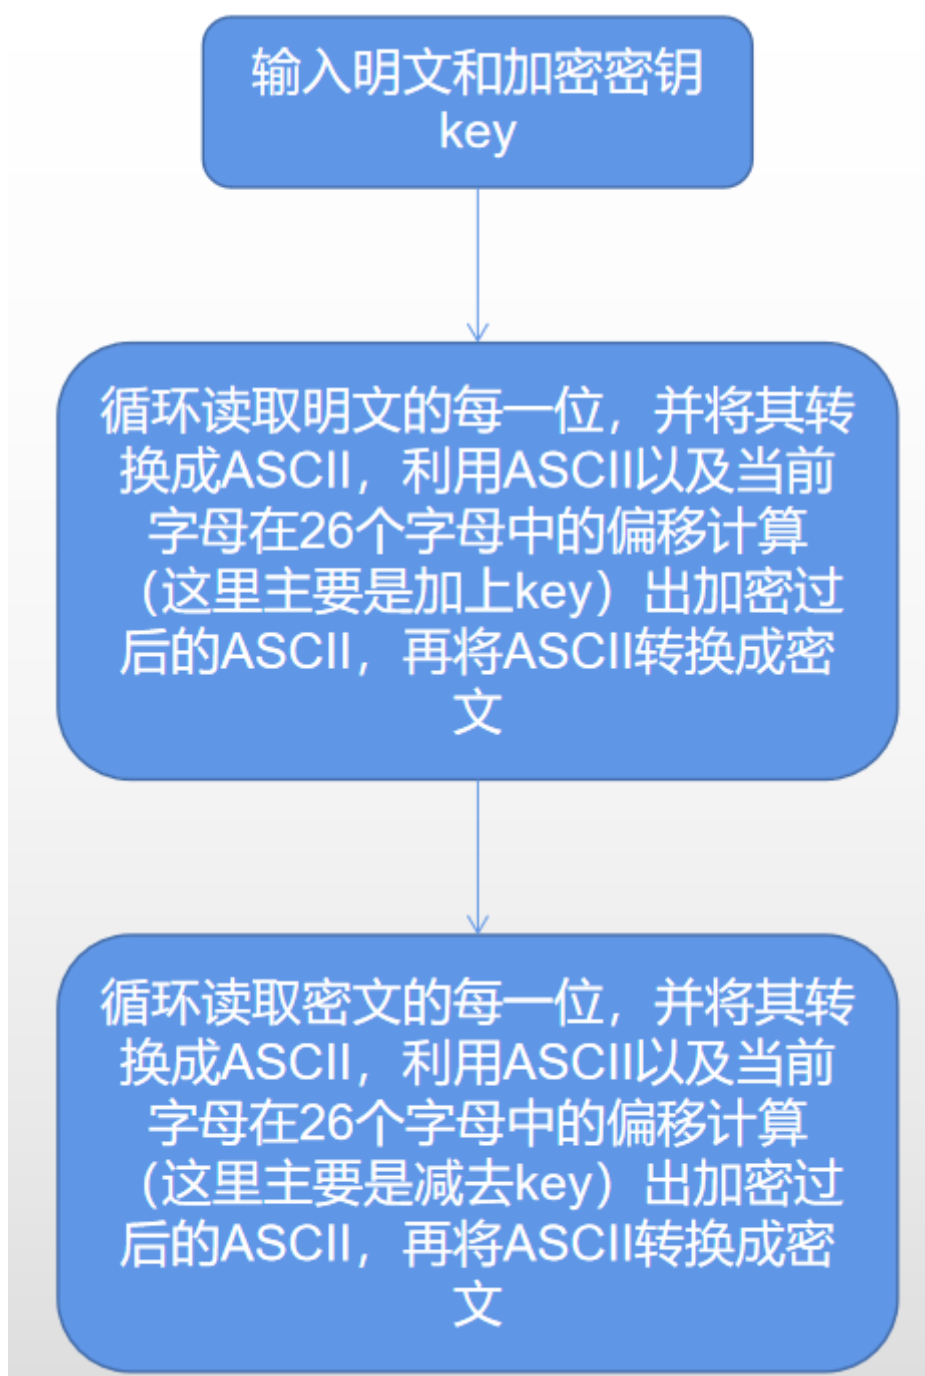 输入明文和加密密钥
key
循环读取明文的每一位，并将其转
换成ASCII，利用ASCII以及当前
字母在26个字母中的偏移计算
（这里主要是加上key）出加密过
后的ASCII，再将ASCII转换成密
文
循环读取密文的每一位，并将其转
换成ASCII，利用ASCII以及当前
字母在26个字母中的偏移计算
（这里主要是减去key）出加密过
后的ASCII，再将ASCII转换成密
文